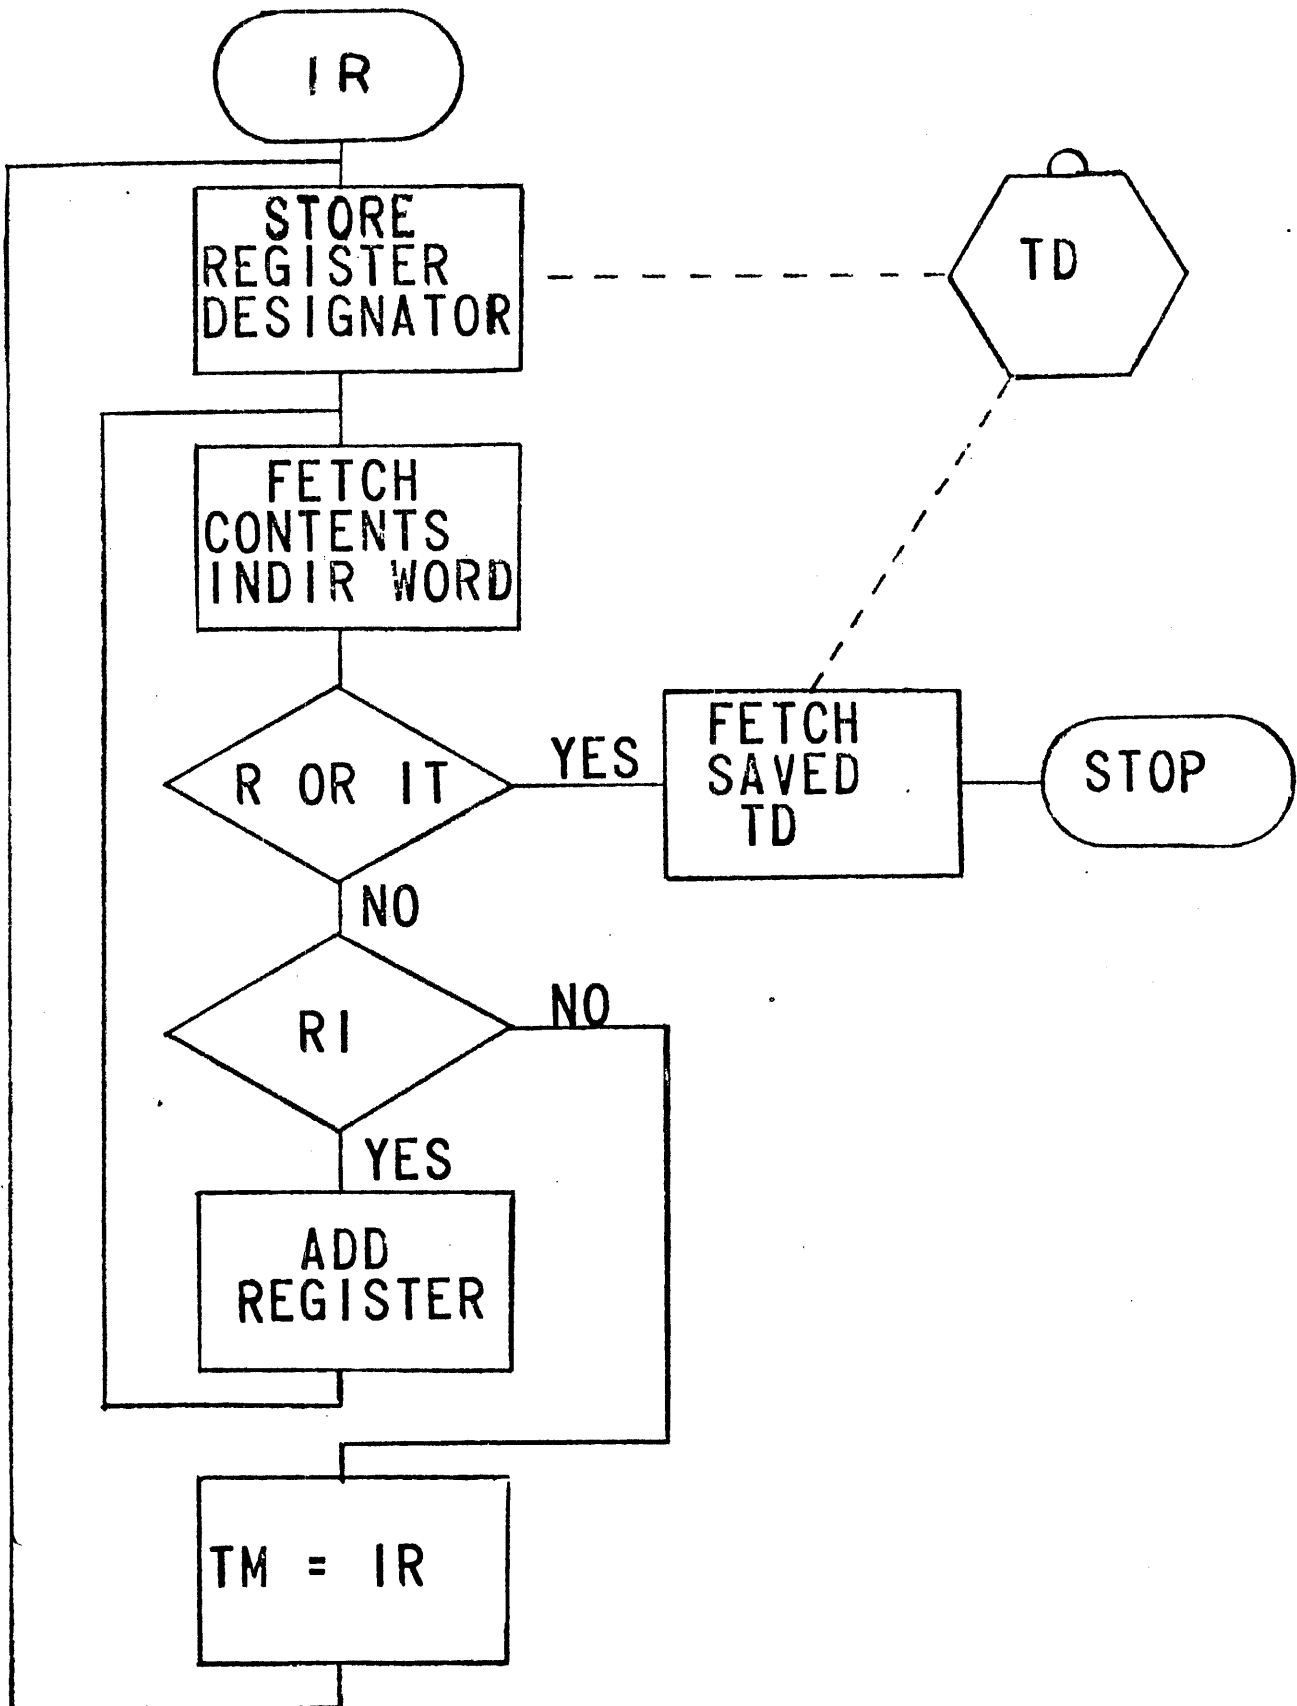 IR
STORE
REGISTER
DESIGNATOR
TD
FETCH
CONTENTS
INDIR WORD
R OR IT
YES
FETCH
SAVED
TD
STOP
NO
RI
NO
YES
ADD
REGISTER
TM = IR